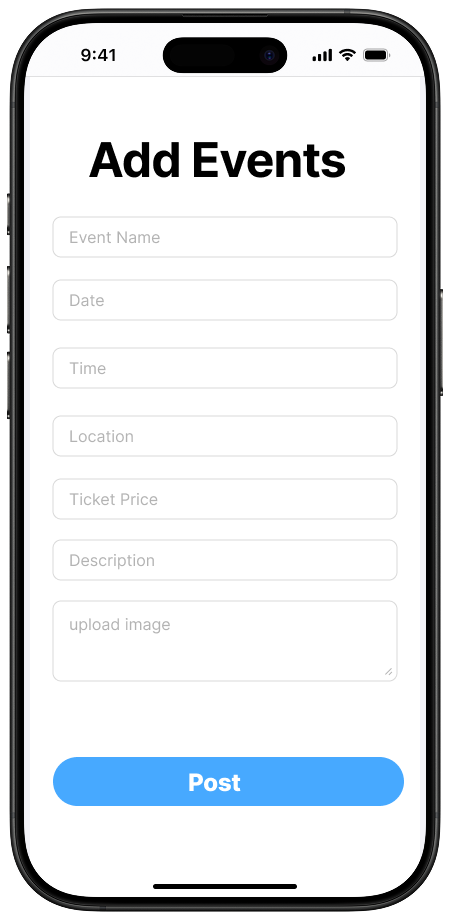 9:41
Add Events
Event Name
Date
Time
Location
Ticket Price
Description
upload image
Post